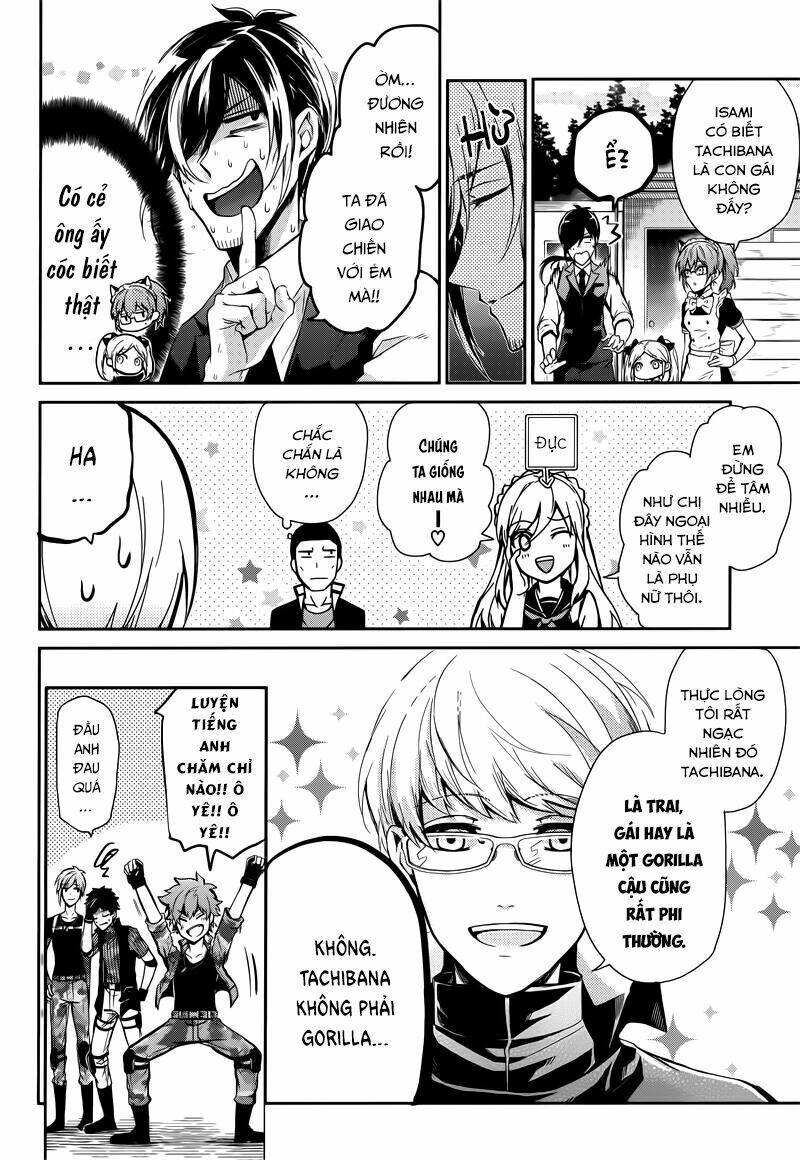 ISAMI
CÓ BIẾT
TACHIBANA
LÀ CON GÁI
KHÔNG
ĐẤY?
Ể?
HỨ
ỜM...
ĐƯƠNG
NHIÊN
RỒI!
TA ĐÃ
GIAO
CHIẾN
VỚI ÉM
MÀ!!
Có cẻ
ông ấy
cóc biết
thật
...
EM
ĐỪNG
ĐỂ TÂM
NHIỀU.
NHƯ CHỊ
ĐÂY NGOẠI
HÌNH THẾ
NÀO VẪN
LÀ PHỤ
NỮ THÔI.
Đực
CHÚNG
TA GIỐNG
NHAU MÀ
!
♡
CHẮC
CHẮN LÀ
KHÔNG
...
HA
...
THỰC LÒNG
TÔI RẤT
NGẠC
NHIÊN ĐÓ
TACHIBANA.
LÀ TRAI,
GÁI HAY LÀ
MỘT GORILLA
CẬU CŨNG
RẤT PHI
THƯỜNG.
KHÔNG.
TACHIBANA
KHÔNG PHẢI
GORILLA...
LUYỆN
TIẾNG
ANH
CHĂM CHỈ
NÀO!! Ô
YÊ!! Ô
YÊ!!
ĐẦU
ANH
ĐAU
QUÁ
...